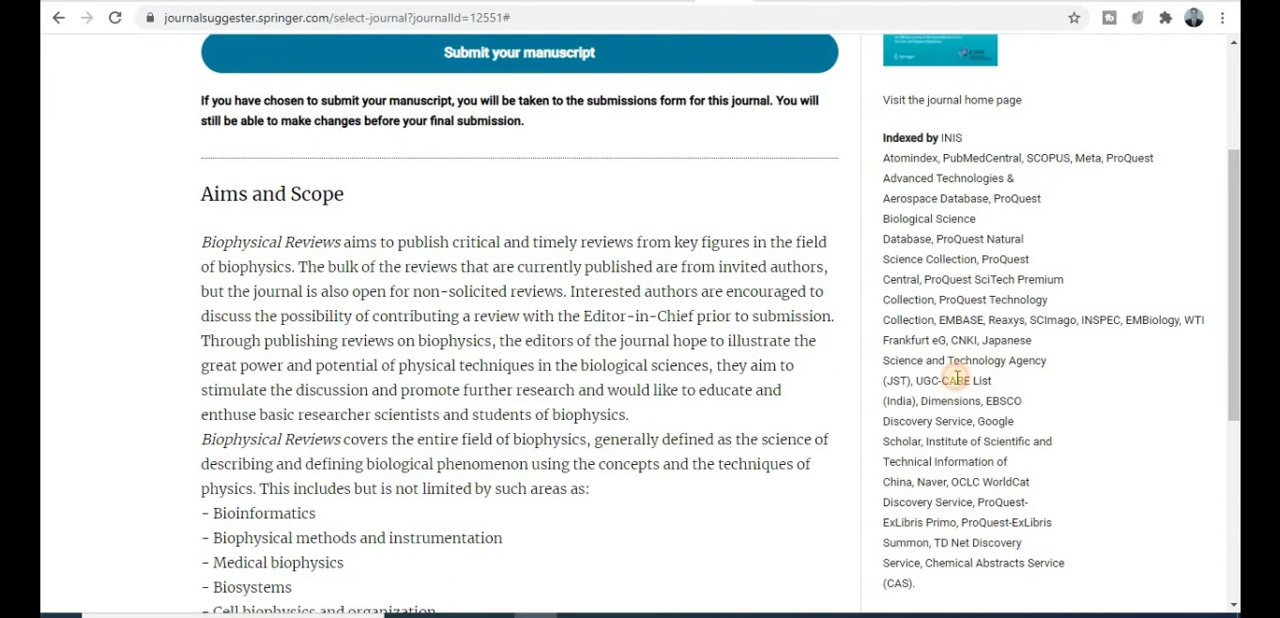 journalsuggester.springer.com/select-journal?journalId=12551#
Submit your manuscript
If you have chosen to submit your manuscript, you will be taken to the submissions form for this journal. You will
still be able to make changes before your final submission.
Aims and Scope
Biophysical Reviews aims to publish critical and timely reviews from key figures in the field
of biophysics. The bulk of the reviews that are currently published are from invited authors,
but the journal is also open for non-solicited reviews. Interested authors are encouraged to
discuss the possibility of contributing a review with the Editor-in-Chief prior to submission.
Through publishing reviews on biophysics, the editors of the journal hope to illustrate the
great power and potential of physical techniques in the biological sciences, they aim to
stimulate the discussion and promote further research and would like to educate and
enthuse basic researcher scientists and students of biophysics.
Biophysical Reviews covers the entire field of biophysics, generally defined as the science of
describing and defining biological phenomenon using the concepts and the techniques of
physics. This includes but is not limited by such areas as:
- Bioinformatics
- Biophysical methods and instrumentation
- Medical biophysics
- Biosystems
- Cell biophysics and organization
Visit the journal home page
Indexed by INIS
Atomindex, PubMedCentral, SCOPUS, Meta, ProQuest
Advanced Technologies &
Aerospace Database, ProQuest
Biological Science
Database, ProQuest Natural
Science Collection, ProQuest
Central, ProQuest SciTech Premium
Collection, ProQuest Technology
Collection, EMBASE, Reaxys, SCImago, INSPEC, EMBiology, WTI
Frankfurt eG, CNKI, Japanese
Science and Technology Agency
(JST), UGC-CARE List
(India), Dimensions, EBSCO
Discovery Service, Google
Scholar, Institute of Scientific and
Technical Information of
China, Naver, OCLC WorldCat
Discovery Service, ProQuest-
ExLibris Primo, ProQuest-ExLibris
Summon, TD Net Discovery
Service, Chemical Abstracts Service
(CAS).